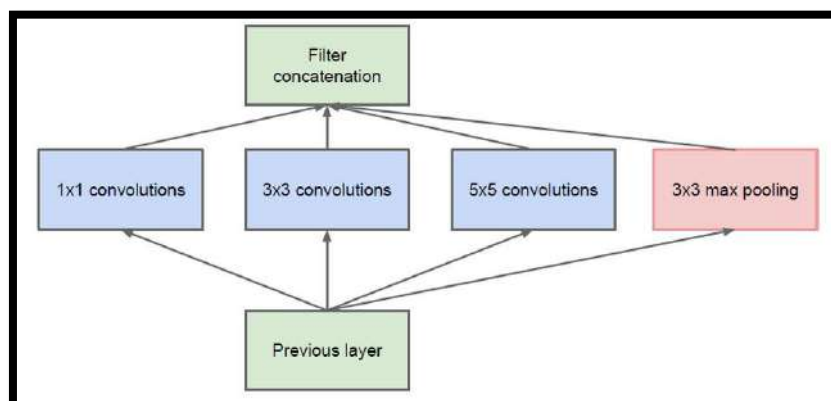 Filter
concatenation
1x1 convolutions
3x3 convolutions
5x5 convolutions
3x3 max pooling
Previous layer